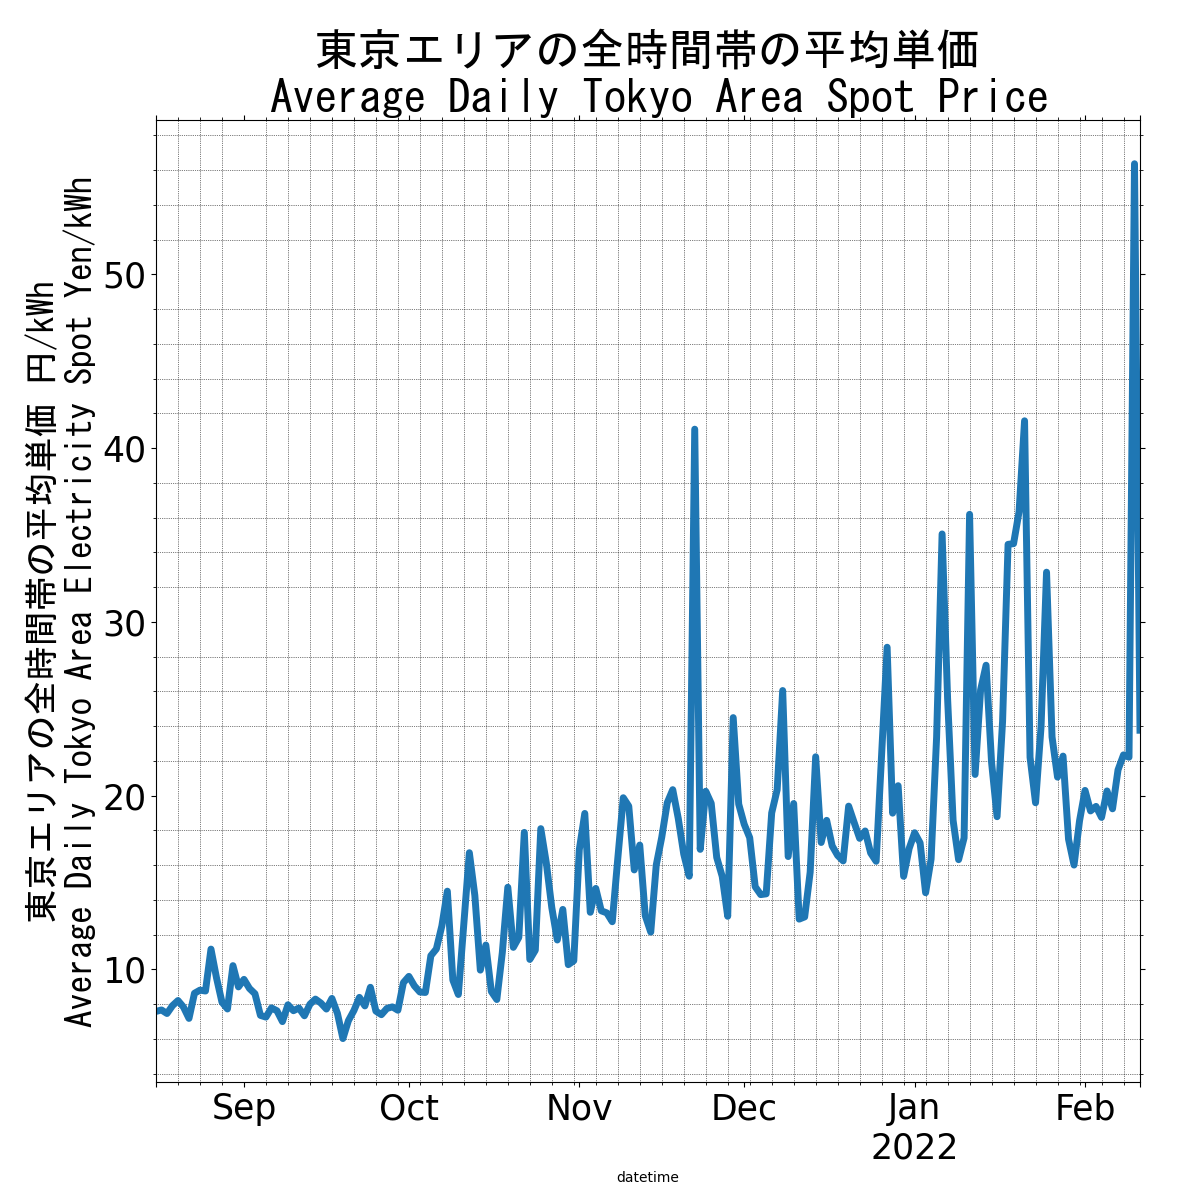 東京エリアの全時間帯の平均単価
Average Daily Tokyo Area Spot Price
東京エリアの全時間帯の平均単価 円/kWh
Average Daily Tokyo Area Electricity Spot Yen/kWh
50
40
30
20
10
Sep Oct Nov Dec Jan Feb
2022
datetime